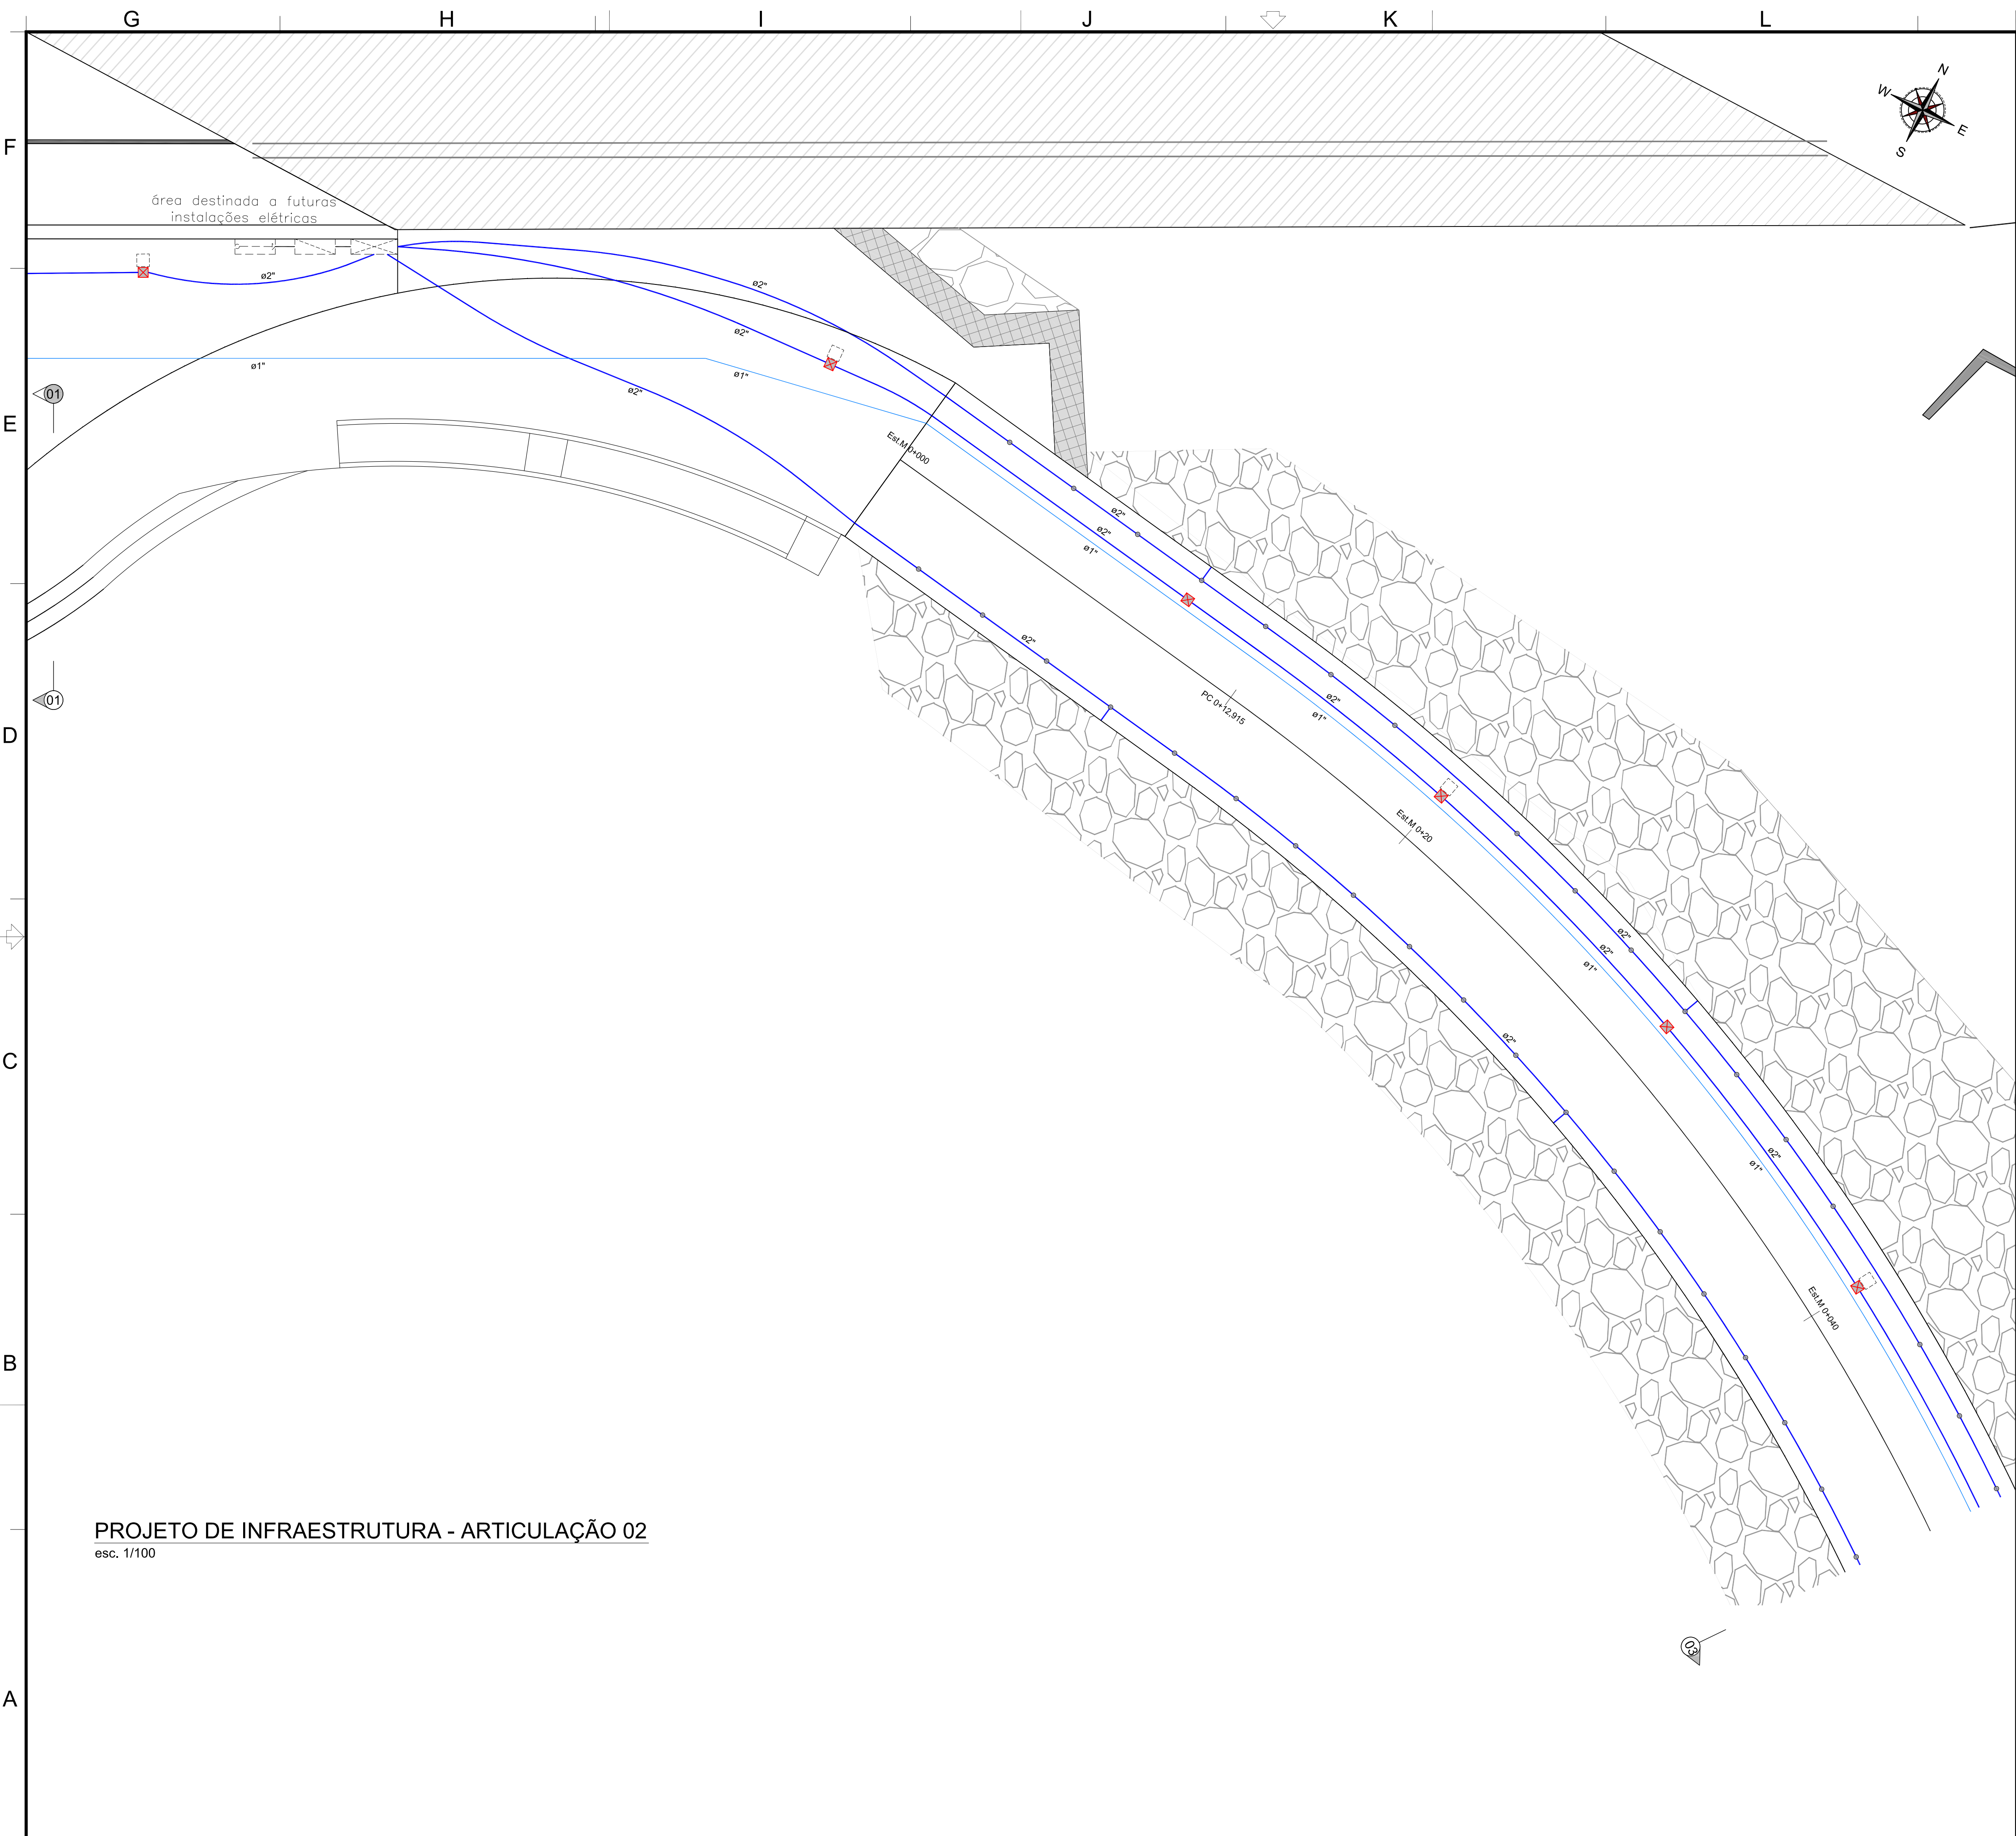 G H I J K L
N
W
E
S
F
área destinada a futuras
instalações elétricas
ø2"
ø2"
ø2"
ø1"
ø1"
ø2"
01
E
Est.M 0+000
ø2"
ø2"
ø1"
ø2"
01
PC 0+12,915
ø2"
ø1"
D
Est.M 0+20
ø2"
ø2"
ø1"
ø2"
C
ø2"
ø1"
Est.M 0+040
B
PROJETO DE INFRAESTRUTURA - ARTICULAÇÃO 02
esc. 1/100
03
A